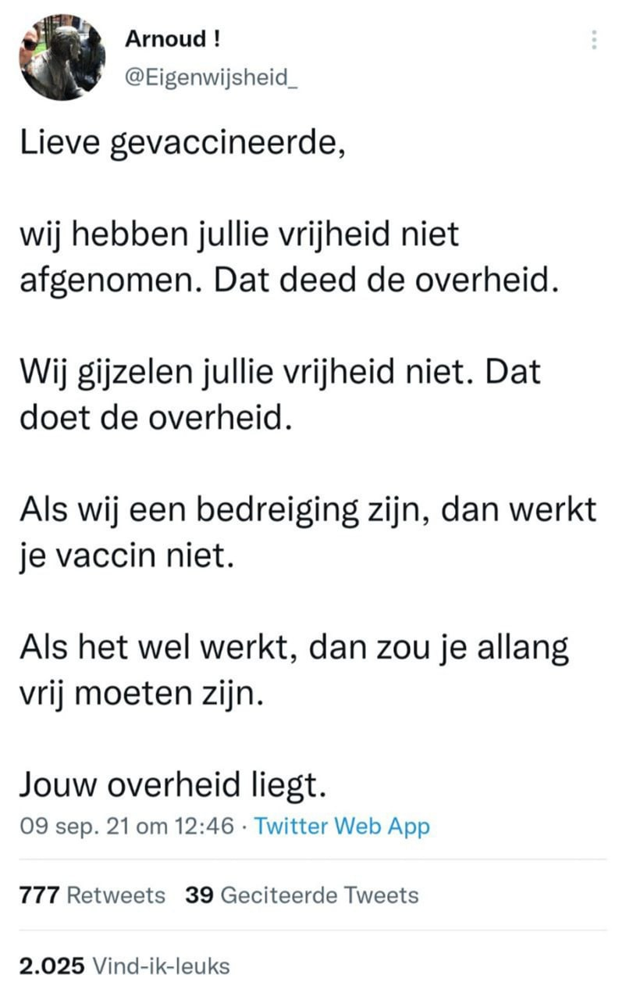 Arnoud !
@Eigenwijsheid_
Lieve gevaccineerde,
wij hebben jullie vrijheid niet
afgenomen. Dat deed de overheid.
Wij gijzelen jullie vrijheid niet. Dat
doet de overheid.
Als wij een bedreiging zijn, dan werkt
je vaccin niet.
Als het wel werkt, dan zou je allang
vrij moeten zijn.
Jouw overheid liegt.
09 sep. 21 om 12:46 · Twitter Web App
777 Retweets 39 Geciteerde Tweets
2.025 Vind-ik-leuks